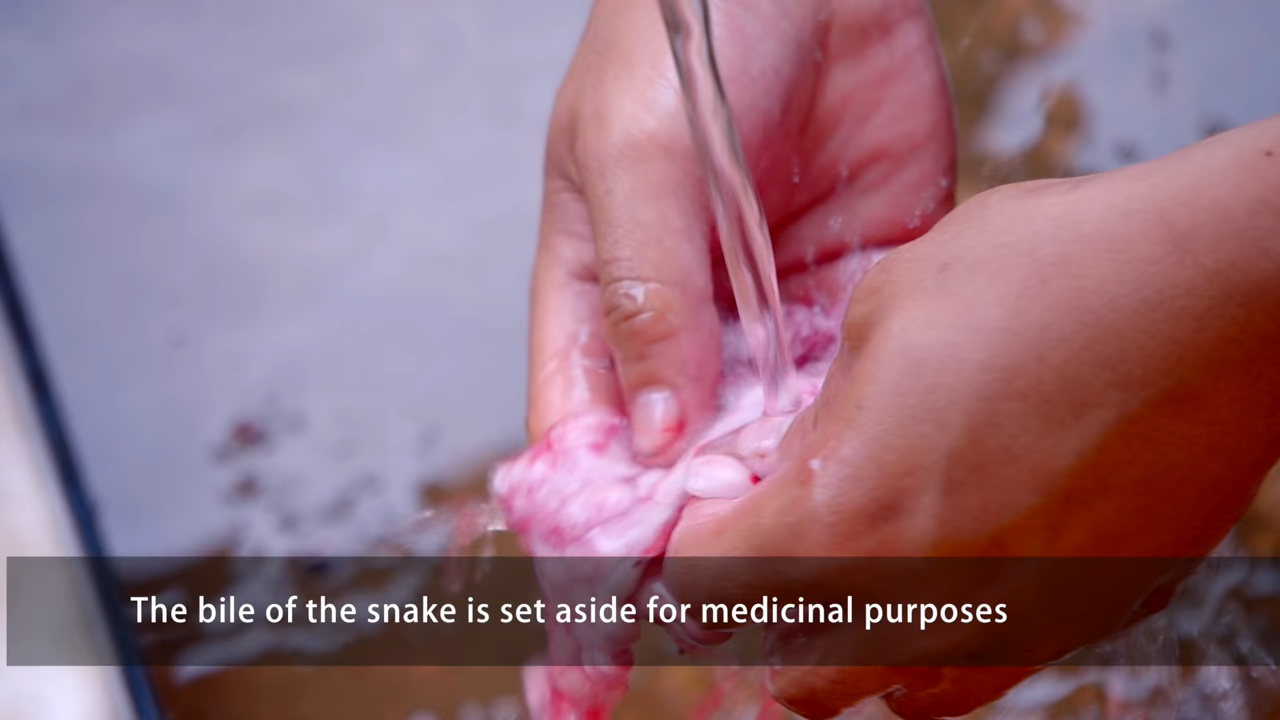 The bile of the snake is set aside for medicinal purposes